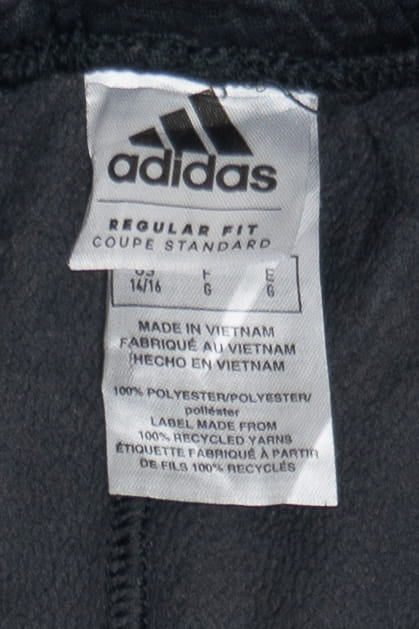 adidas
REGULAR FIT
COUPE STANDARD
US F E
14/16 G G
MADE IN VIETNAM
FABRIQUÉ AU VIETNAM
HECHO EN VIETNAM
100% POLYESTER/POLYESTER/
poliéster
LABEL MADE FROM
100% RECYCLED YARNS
ÉTIQUETTE FABRIQUÉ À PARTIR
DE FILS 100% RECYCLÉS